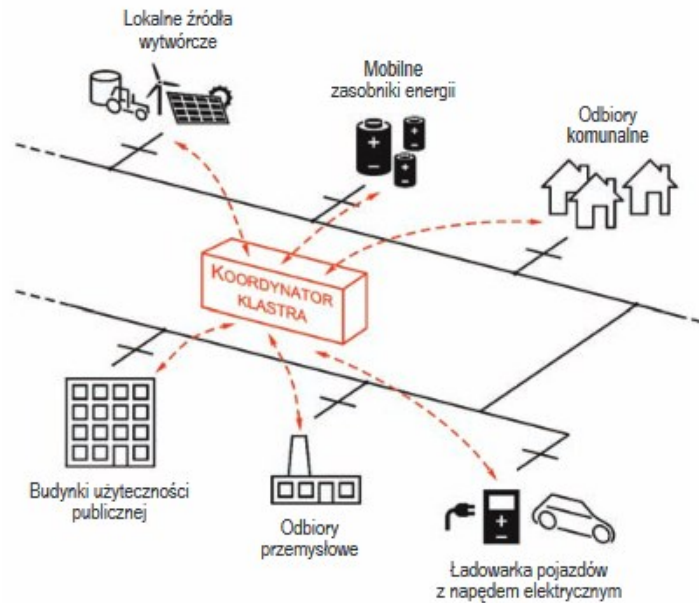 Lokalne źródła
wytwórcze
Mobilne
zasobniki energii
Odbiory
komunalne
KOORDYNATOR
KLASTRA
Budynki użyteczności
publicznej
Odbiory
przemysłowe
Ładowarka pojazdów
z napędem elektrycznym